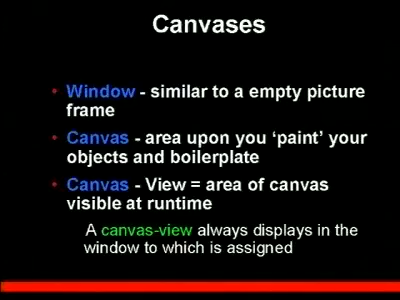 Canvases
• Window - similar to a empty picture
frame
• Canvas - area upon you ‘paint’ your
objects and boilerplate
• Canvas - View = area of canvas
visible at runtime
A canvas-view always displays in the
window to which is assigned